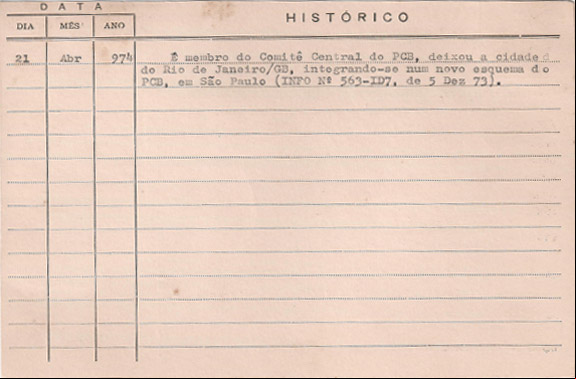 DATA
HISTÓRICO
DIA MÊS ANO
21 Abr 974 É membro do Comitê Central do PCB, deixou a cidade d
do Rio de Janeiro/GB, integrando-se num novo esquema do
PCB, em São Paulo (INFO Nº 563-ID7, de 5 Dez 73).